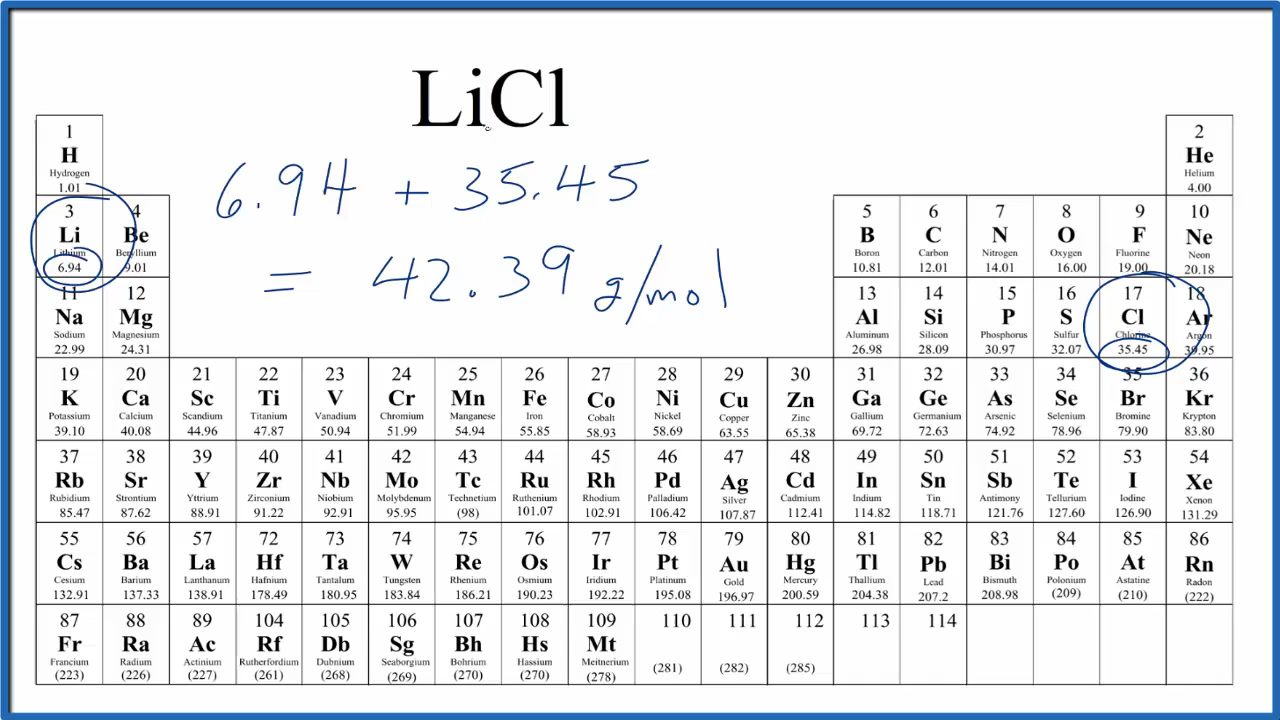 LiCl
6.94 + 35.45
= 42.39 g/mol
1 2
H He
Hydrogen Helium
1.01 4.00
3 4 5 6 7 8 9 10
Li Be B C N O F Ne
Lithium Beryllium Boron Carbon Nitrogen Oxygen Fluorine Neon
6.94 9.01 10.81 12.01 14.01 16.00 19.00 20.18
11 12 13 14 15 16 17 18
Na Mg Al Si P S Cl Ar
Sodium Magnesium Aluminum Silicon Phosphorus Sulfur Chlorine Argon
22.99 24.31 26.98 28.09 30.97 32.07 35.45 39.95
19 20 21 22 23 24 25 26 27 28 29 30 31 32 33 34 35 36
K Ca Sc Ti V Cr Mn Fe Co Ni Cu Zn Ga Ge As Se Br Kr
Potassium Calcium Scandium Titanium Vanadium Chromium Manganese Iron Cobalt Nickel Copper Zinc Gallium Germanium Arsenic Selenium Bromine Krypton
39.10 40.08 44.96 47.87 50.94 51.99 54.94 55.85 58.93 58.69 63.55 65.38 69.72 72.63 74.92 78.96 79.90 83.80
37 38 39 40 41 42 43 44 45 46 47 48 49 50 51 52 53 54
Rb Sr Y Zr Nb Mo Tc Ru Rh Pd Ag Cd In Sn Sb Te I Xe
Rubidium Strontium Yttrium Zirconium Niobium Molybdenum Technetium Ruthenium Rhodium Palladium Silver Cadmium Indium Tin Antimony Tellurium Iodine Xenon
85.47 87.62 88.91 91.22 92.91 95.95 (98) 101.07 102.91 106.42 107.87 112.41 114.82 118.71 121.76 127.60 126.90 131.29
55 56 57 72 73 74 75 76 77 78 79 80 81 82 83 84 85 86
Cs Ba La Hf Ta W Re Os Ir Pt Au Hg Tl Pb Bi Po At Rn
Cesium Barium Lanthanum Hafnium Tantalum Tungsten Rhenium Osmium Iridium Platinum Gold Mercury Thallium Lead Bismuth Polonium Astatine Radon
132.91 137.33 138.91 178.49 180.95 183.84 186.21 190.23 192.22 195.08 196.97 200.59 204.38 207.2 208.98 (209) (210) (222)
87 88 89 104 105 106 107 108 109 110 111 112 113 114
Fr Ra Ac Rf Db Sg Bh Hs Mt
Francium Radium Actinium Rutherfordium Dubnium Seaborgium Bohrium Hassium Meitnerium
(223) (226) (227) (261) (268) (269) (270) (270) (278) (281) (282) (285)